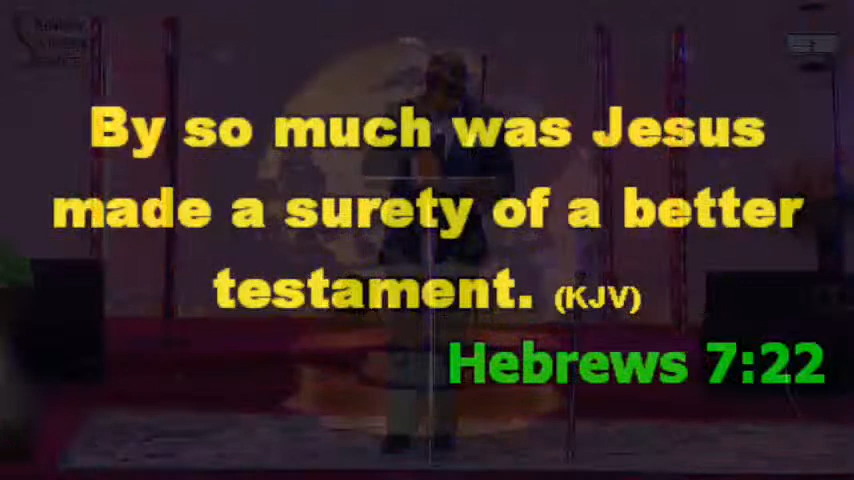 By so much was Jesus
made a surety of a better
testament. (KJV)
Hebrews 7:22